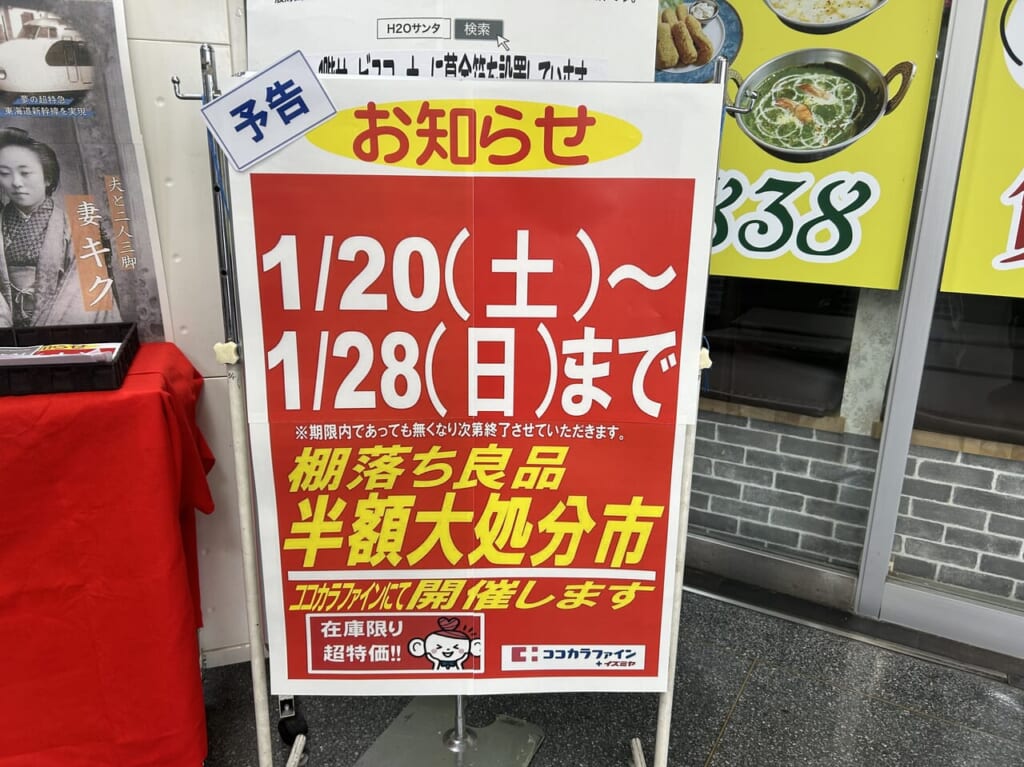 H2Oサンタ 検索
夢の超特急
東海道新幹線を実現
夫と二人三脚
妻キク
予告
お知らせ
1/20(土)〜
1/28(日)まで
※期限内であっても無くなり次第終了させていただきます。
棚落ち良品
半額大処分市
ココカラファインにて開催します
在庫限り
超特価!!
ココカラファイン
+イズミヤ
838